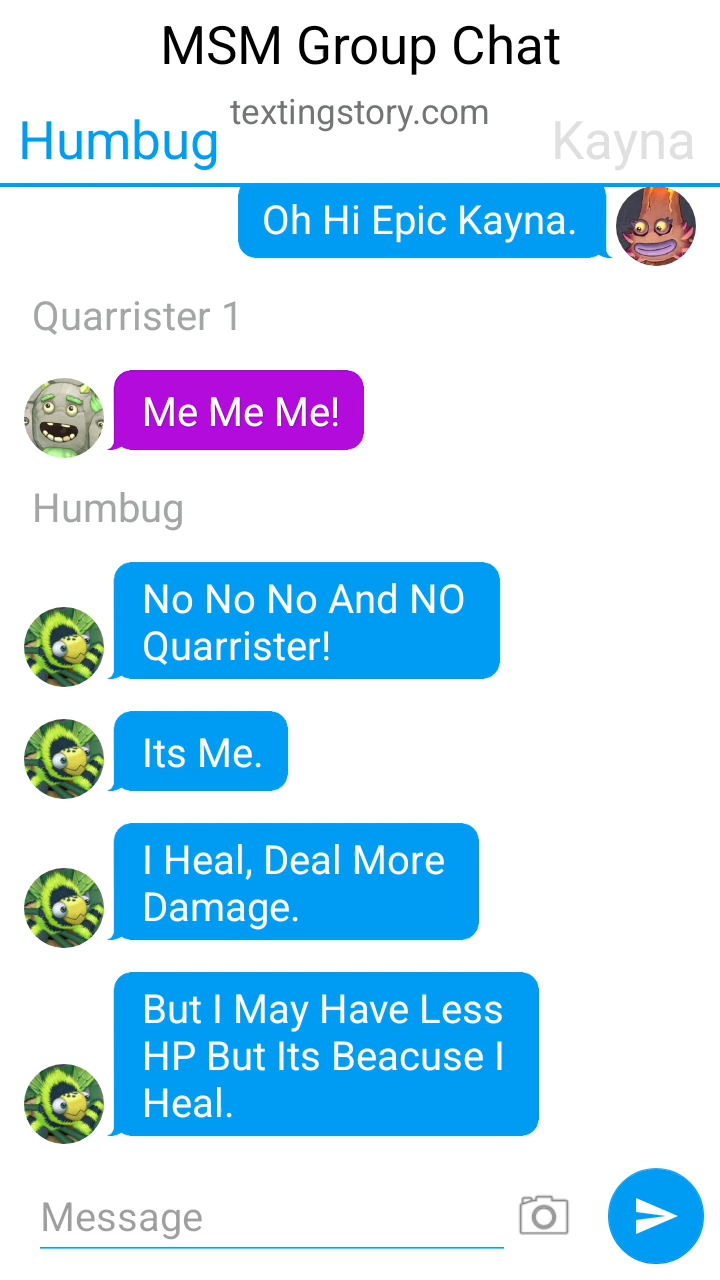 MSM Group Chat
textingstory.com
Humbug
Kayna
Oh Hi Epic Kayna.
Quarrister 1
Me Me Me!
Humbug
No No No And NO
Quarrister!
Its Me.
I Heal, Deal More
Damage.
But I May Have Less
HP But Its Beacuse I
Heal.
Message